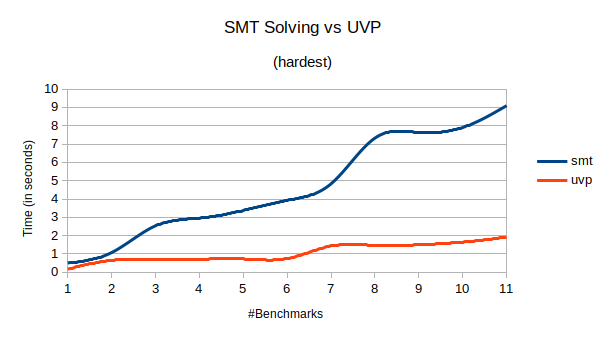 SMT Solving vs UVP
(hardest)
10
9
8
7
6
5
4
3
2
1
0
Time (in seconds)
1 2 3 4 5 6 7 8 9 10 11
#Benchmarks
smt
uvp